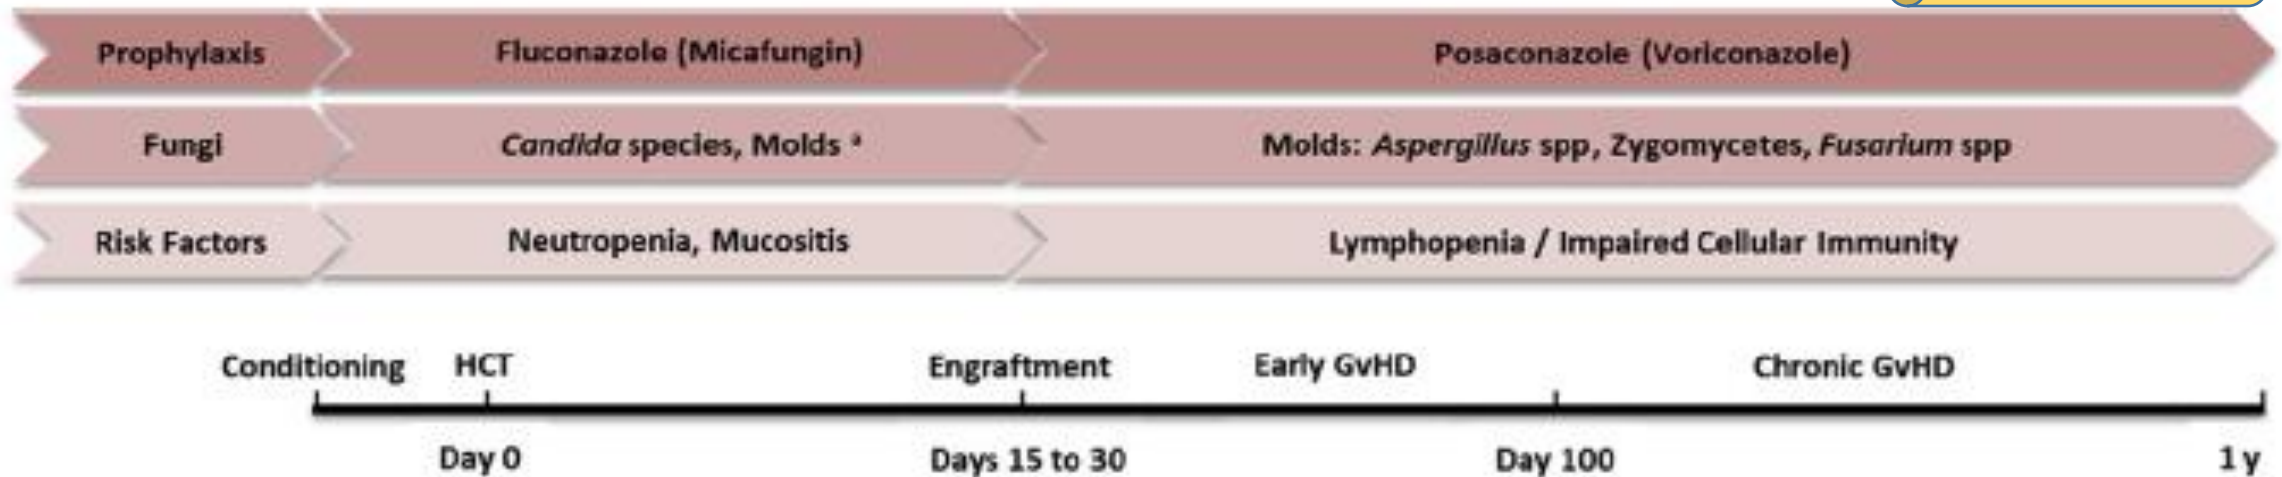 Prophylaxis
Fluconazole (Micafungin)
Posaconazole (Voriconazole)
Fungi
Candida species, Molds ᵃ
Molds: Aspergillus spp, Zygomycetes, Fusarium spp
Risk Factors
Neutropenia, Mucositis
Lymphopenia / Impaired Cellular Immunity
Conditioning
HCT
Engraftment
Early GvHD
Chronic GvHD
Day 0
Days 15 to 30
Day 100
1 y